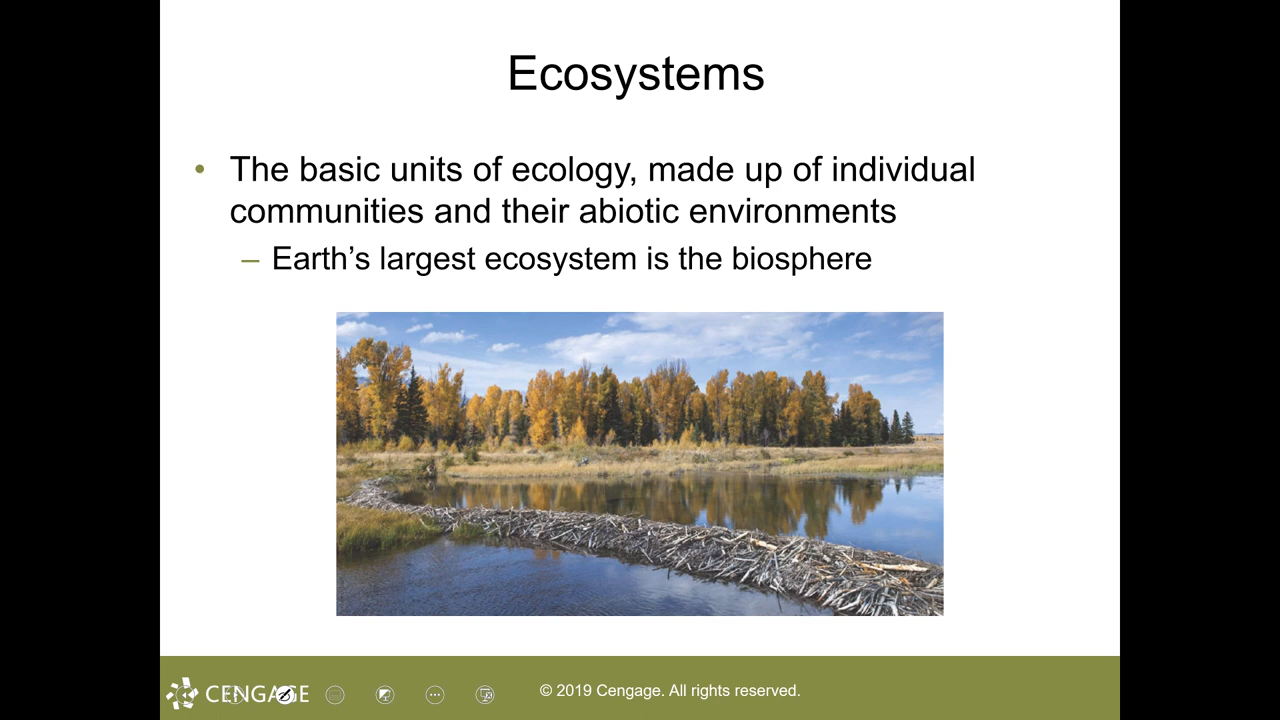 Ecosystems
• The basic units of ecology, made up of individual
communities and their abiotic environments
– Earth’s largest ecosystem is the biosphere
CENGAGE
© 2019 Cengage. All rights reserved.